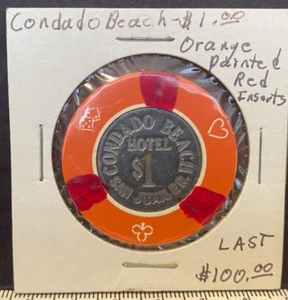 Condado Beach-$1.00
Orange
Painted
Red
Inserts
CONDADO BEACH
HOTEL
$1
SAN JUAN, P.R.
LAST
$100.00